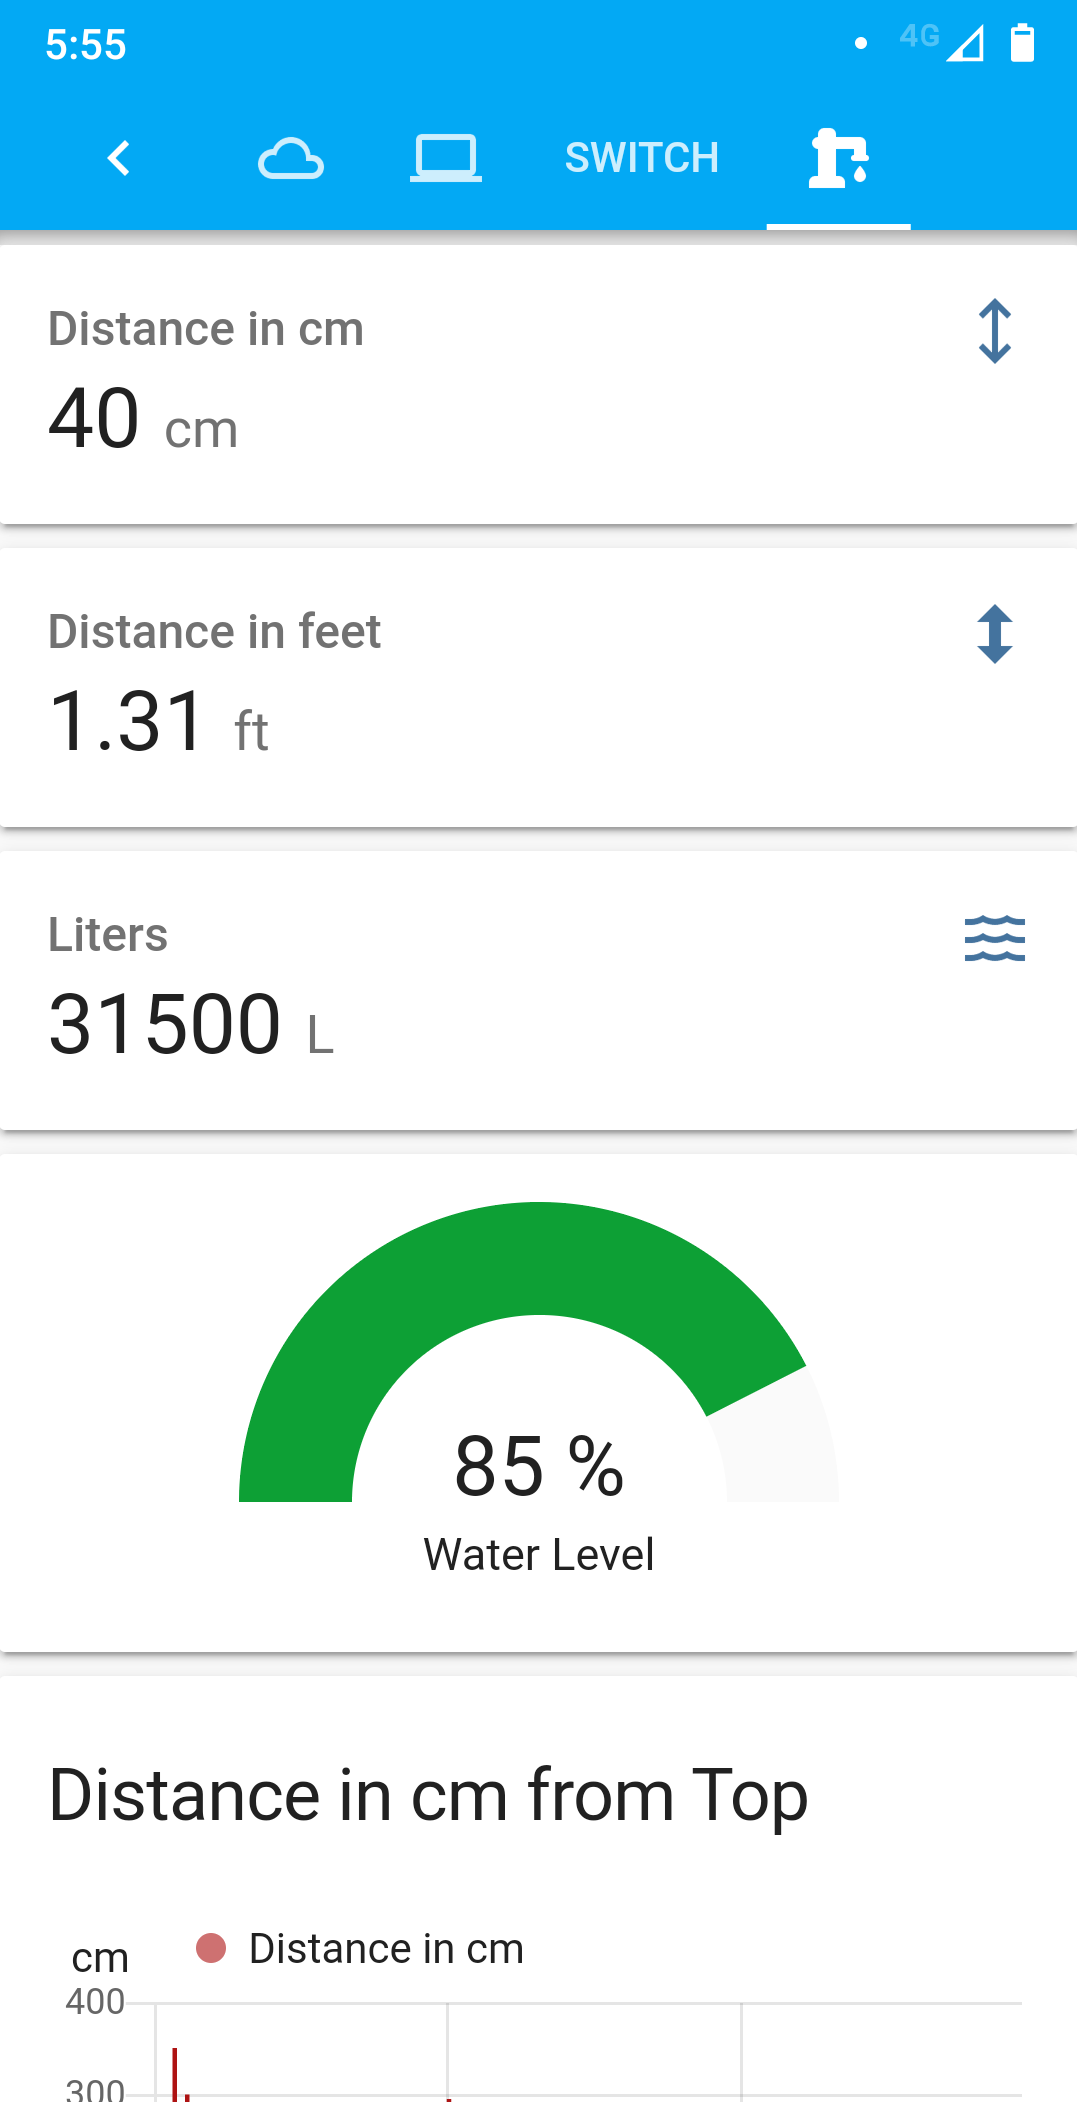 5:55
4G
SWITCH
Distance in cm
40 cm
Distance in feet
1.31 ft
Liters
31500 L
85 %
Water Level
Distance in cm from Top
cm
Distance in cm
400
300